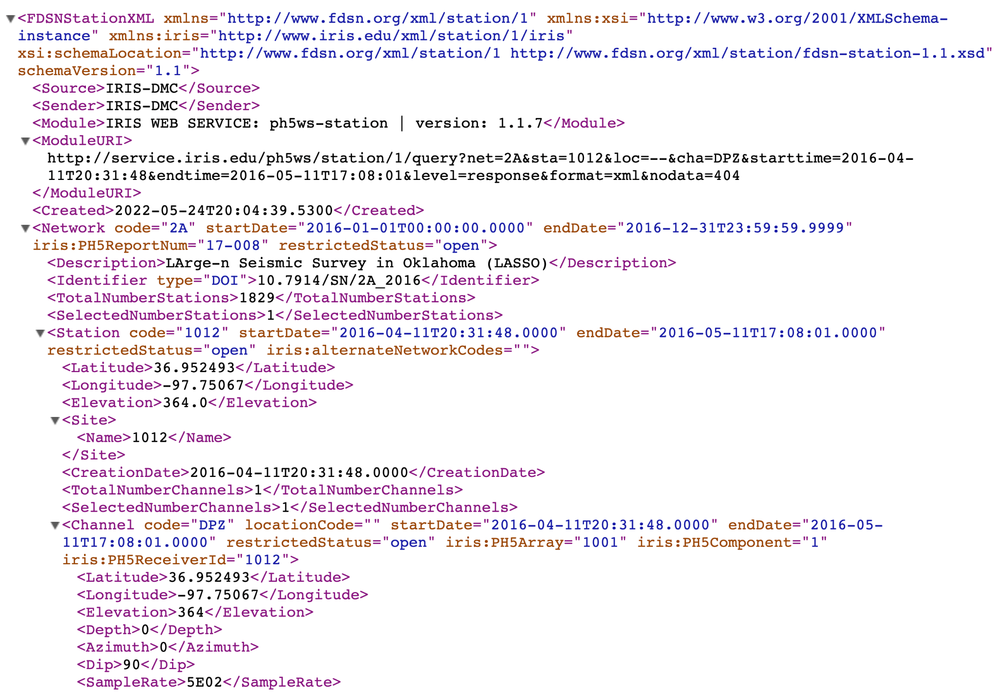 <FDSNStationXML xmlns="http://www.fdsn.org/xml/station/1" xmlns:xsi="http://www.w3.org/2001/XMLSchema-
instance" xmlns:iris="http://www.iris.edu/xml/station/1/iris"
xsi:schemaLocation="http://www.fdsn.org/xml/station/1 http://www.fdsn.org/xml/station/fdsn-station-1.1.xsd"
schemaVersion="1.1">
<Source>IRIS-DMC</Source>
<Sender>IRIS-DMC</Sender>
<Module>IRIS WEB SERVICE: ph5ws-station | version: 1.1.7</Module>
<ModuleURI>
http://service.iris.edu/ph5ws/station/1/query?net=2A&sta=1012&loc=--&cha=DPZ&starttime=2016-04-
11T20:31:48&endtime=2016-05-11T17:08:01&level=response&format=xml&nodata=404
</ModuleURI>
<Created>2022-05-24T20:04:39.5300</Created>
<Network code="2A" startDate="2016-01-01T00:00:00.0000" endDate="2016-12-31T23:59:59.9999"
iris:PH5ReportNum="17-008" restrictedStatus="open">
<Description>LArge-n Seismic Survey in Oklahoma (LASSO)</Description>
<Identifier type="DOI">10.7914/SN/2A_2016</Identifier>
<TotalNumberStations>1829</TotalNumberStations>
<SelectedNumberStations>1</SelectedNumberStations>
<Station code="1012" startDate="2016-04-11T20:31:48.0000" endDate="2016-05-11T17:08:01.0000"
restrictedStatus="open" iris:alternateNetworkCodes="">
<Latitude>36.952493</Latitude>
<Longitude>-97.75067</Longitude>
<Elevation>364.0</Elevation>
<Site>
<Name>1012</Name>
</Site>
<CreationDate>2016-04-11T20:31:48.0000</CreationDate>
<TotalNumberChannels>1</TotalNumberChannels>
<SelectedNumberChannels>1</SelectedNumberChannels>
<Channel code="DPZ" locationCode="" startDate="2016-04-11T20:31:48.0000" endDate="2016-05-
11T17:08:01.0000" restrictedStatus="open" iris:PH5Array="1001" iris:PH5Component="1"
iris:PH5ReceiverId="1012">
<Latitude>36.952493</Latitude>
<Longitude>-97.75067</Longitude>
<Elevation>364</Elevation>
<Depth>0</Depth>
<Azimuth>0</Azimuth>
<Dip>90</Dip>
<SampleRate>5E02</SampleRate>